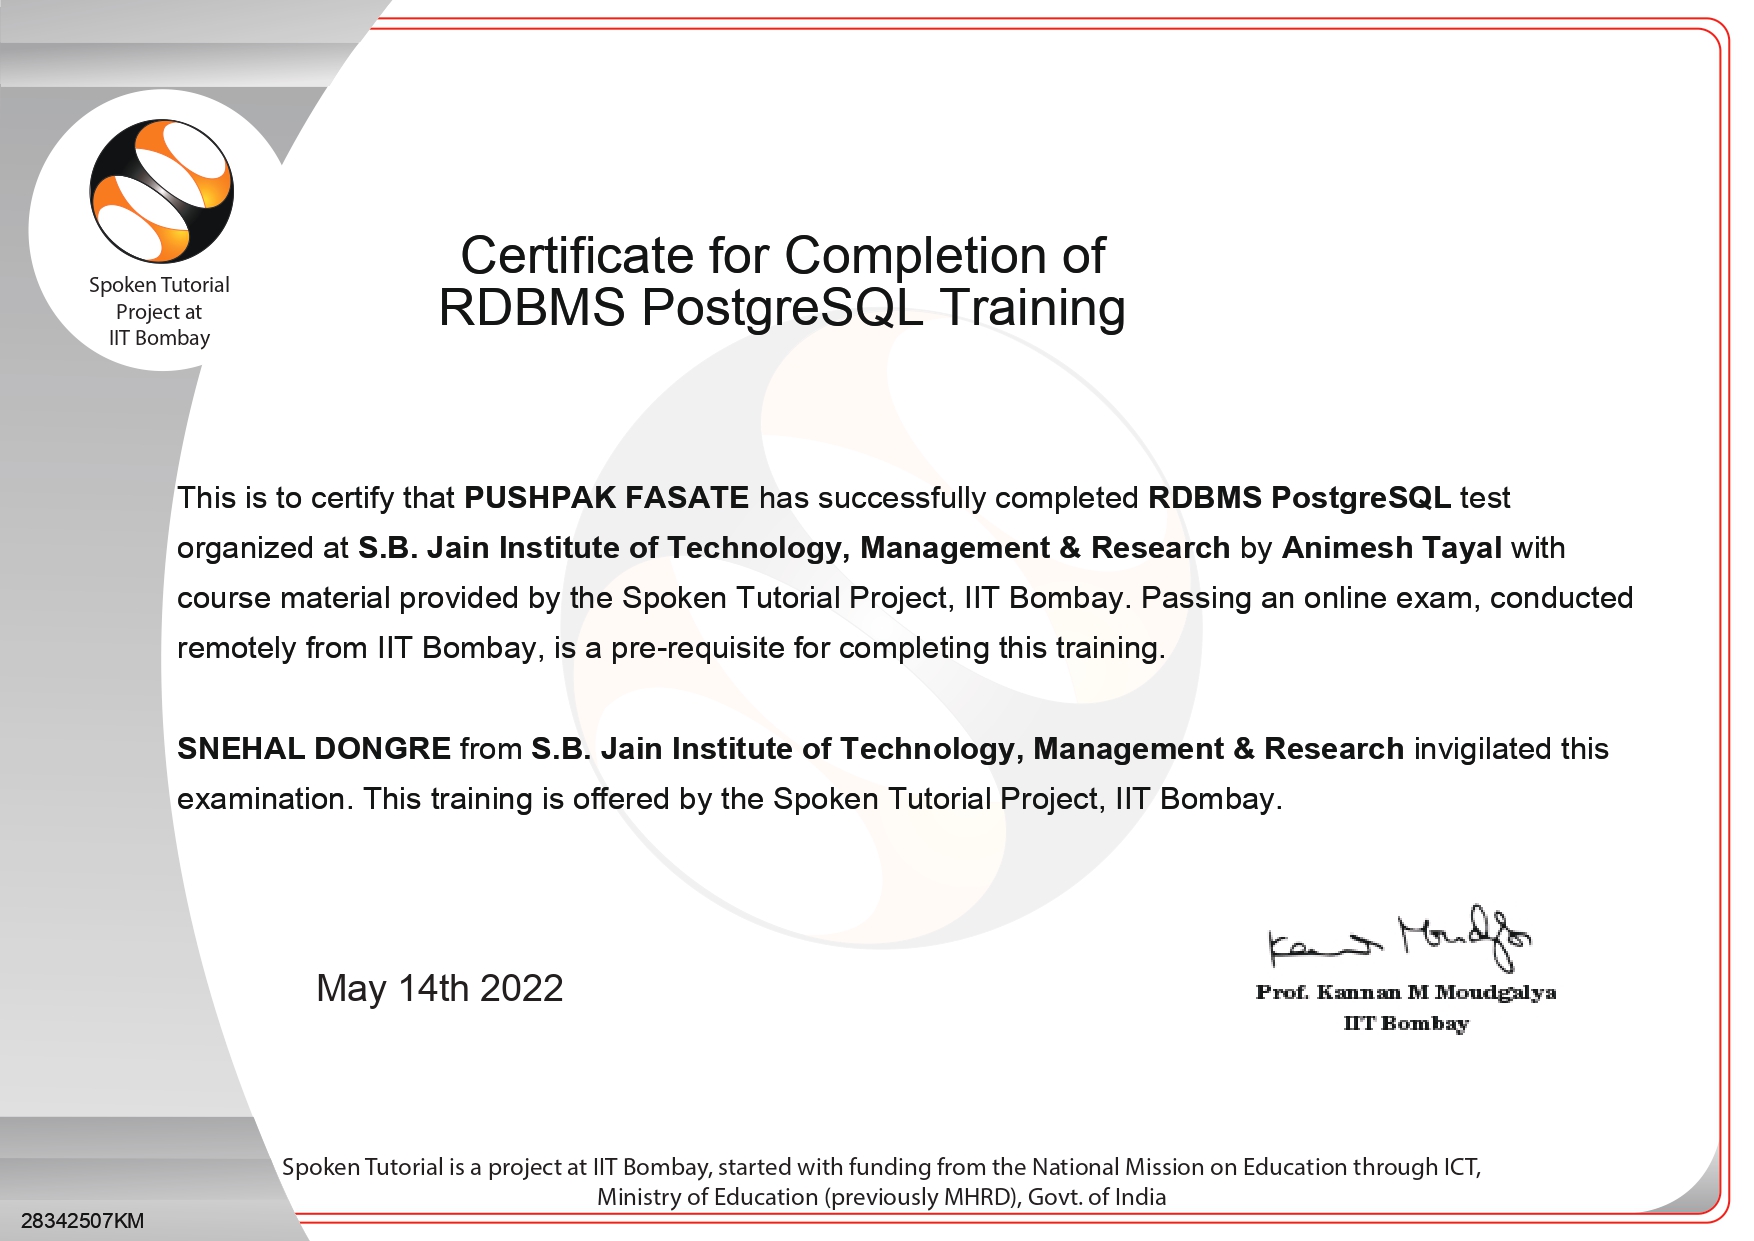 Spoken Tutorial
Project at
IIT Bombay
Certificate for Completion of
RDBMS PostgreSQL Training
This is to certify that PUSHPAK FASATE has successfully completed RDBMS PostgreSQL test
organized at S.B. Jain Institute of Technology, Management & Research by Animesh Tayal with
course material provided by the Spoken Tutorial Project, IIT Bombay. Passing an online exam, conducted
remotely from IIT Bombay, is a pre-requisite for completing this training.
SNEHAL DONGRE from S.B. Jain Institute of Technology, Management & Research invigilated this
examination. This training is offered by the Spoken Tutorial Project, IIT Bombay.
May 14th 2022
Prof. Kannan M Moudgalya
IIT Bombay
Spoken Tutorial is a project at IIT Bombay, started with funding from the National Mission on Education through ICT,
Ministry of Education (previously MHRD), Govt. of India
28342507KM